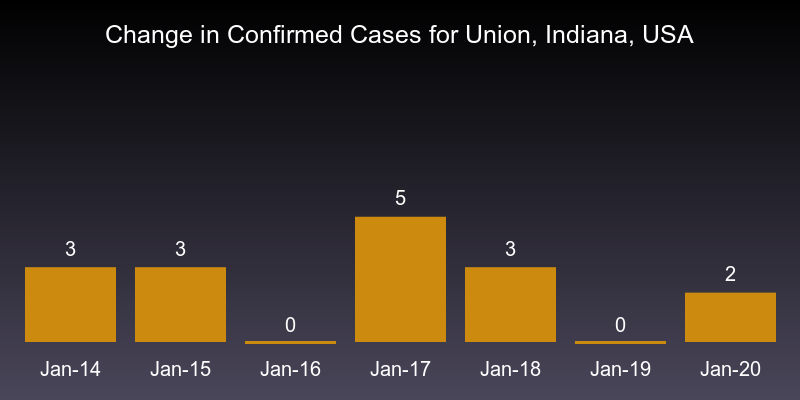 Change in Confirmed Cases for Union, Indiana, USA
3
3
0
5
3
0
2
Jan-14
Jan-15
Jan-16
Jan-17
Jan-18
Jan-19
Jan-20